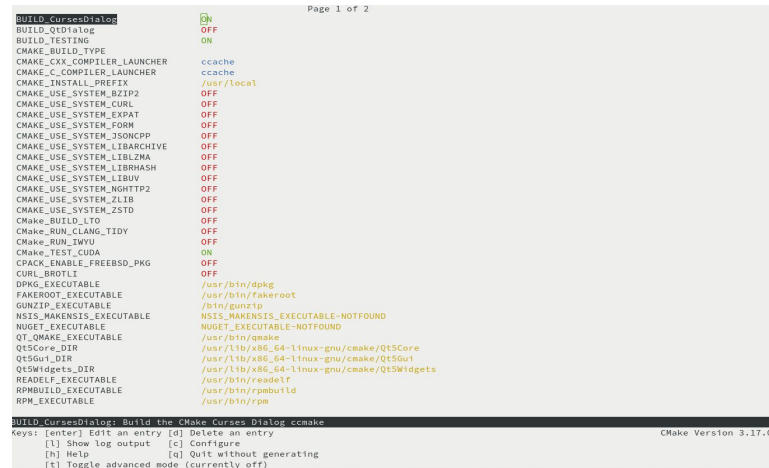 Page 1 of 2
BUILD_CursesDialog ON
BUILD_QtDialog OFF
BUILD_TESTING ON
CMAKE_BUILD_TYPE
CMAKE_CXX_COMPILER_LAUNCHER ccache
CMAKE_C_COMPILER_LAUNCHER ccache
CMAKE_INSTALL_PREFIX /usr/local
CMAKE_USE_SYSTEM_BZIP2 OFF
CMAKE_USE_SYSTEM_CURL OFF
CMAKE_USE_SYSTEM_EXPAT OFF
CMAKE_USE_SYSTEM_FORM OFF
CMAKE_USE_SYSTEM_JSONCPP OFF
CMAKE_USE_SYSTEM_LIBARCHIVE OFF
CMAKE_USE_SYSTEM_LIBLZMA OFF
CMAKE_USE_SYSTEM_LIBRHASH OFF
CMAKE_USE_SYSTEM_LIBUV OFF
CMAKE_USE_SYSTEM_NGHTTP2 OFF
CMAKE_USE_SYSTEM_ZLIB OFF
CMAKE_USE_SYSTEM_ZSTD OFF
CMake_BUILD_LTO OFF
CMake_RUN_CLANG_TIDY OFF
CMake_RUN_IWYU OFF
CMake_TEST_CUDA ON
CPACK_ENABLE_FREEBSD_PKG OFF
CURL_BROTLI OFF
DPKG_EXECUTABLE /usr/bin/dpkg
FAKEROOT_EXECUTABLE /usr/bin/fakeroot
GUNZIP_EXECUTABLE /bin/gunzip
NSIS_MAKENSIS_EXECUTABLE NSIS_MAKENSIS_EXECUTABLE-NOTFOUND
NUGET_EXECUTABLE NUGET_EXECUTABLE-NOTFOUND
QT_QMAKE_EXECUTABLE /usr/bin/qmake
Qt5Core_DIR /usr/lib/x86_64-linux-gnu/cmake/Qt5Core
Qt5Gui_DIR /usr/lib/x86_64-linux-gnu/cmake/Qt5Gui
Qt5Widgets_DIR /usr/lib/x86_64-linux-gnu/cmake/Qt5Widgets
READELF_EXECUTABLE /usr/bin/readelf
RPMBUILD_EXECUTABLE /usr/bin/rpmbuild
RPM_EXECUTABLE /usr/bin/rpm
BUILD_CursesDialog: Build the CMake Curses Dialog ccmake
Keys: [enter] Edit an entry [d] Delete an entry CMake Version 3.17.0
[l] Show log output [c] Configure
[h] Help [q] Quit without generating
[t] Toggle advanced mode (currently off)